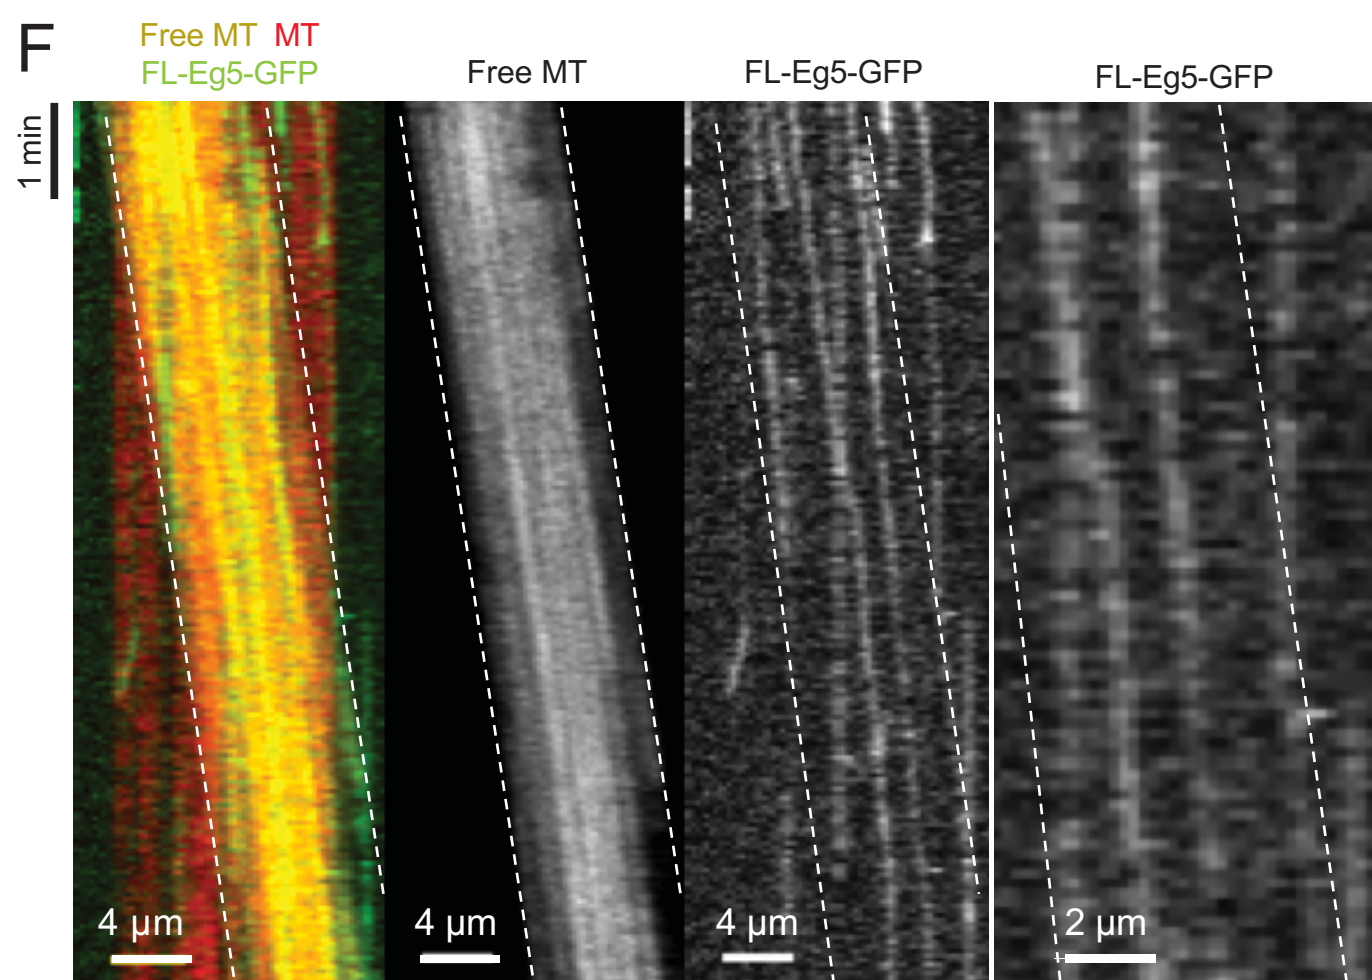 F
Free MT MT
FL-Eg5-GFP
Free MT
FL-Eg5-GFP
FL-Eg5-GFP
1 min
4 µm
4 µm
4 µm
2 µm